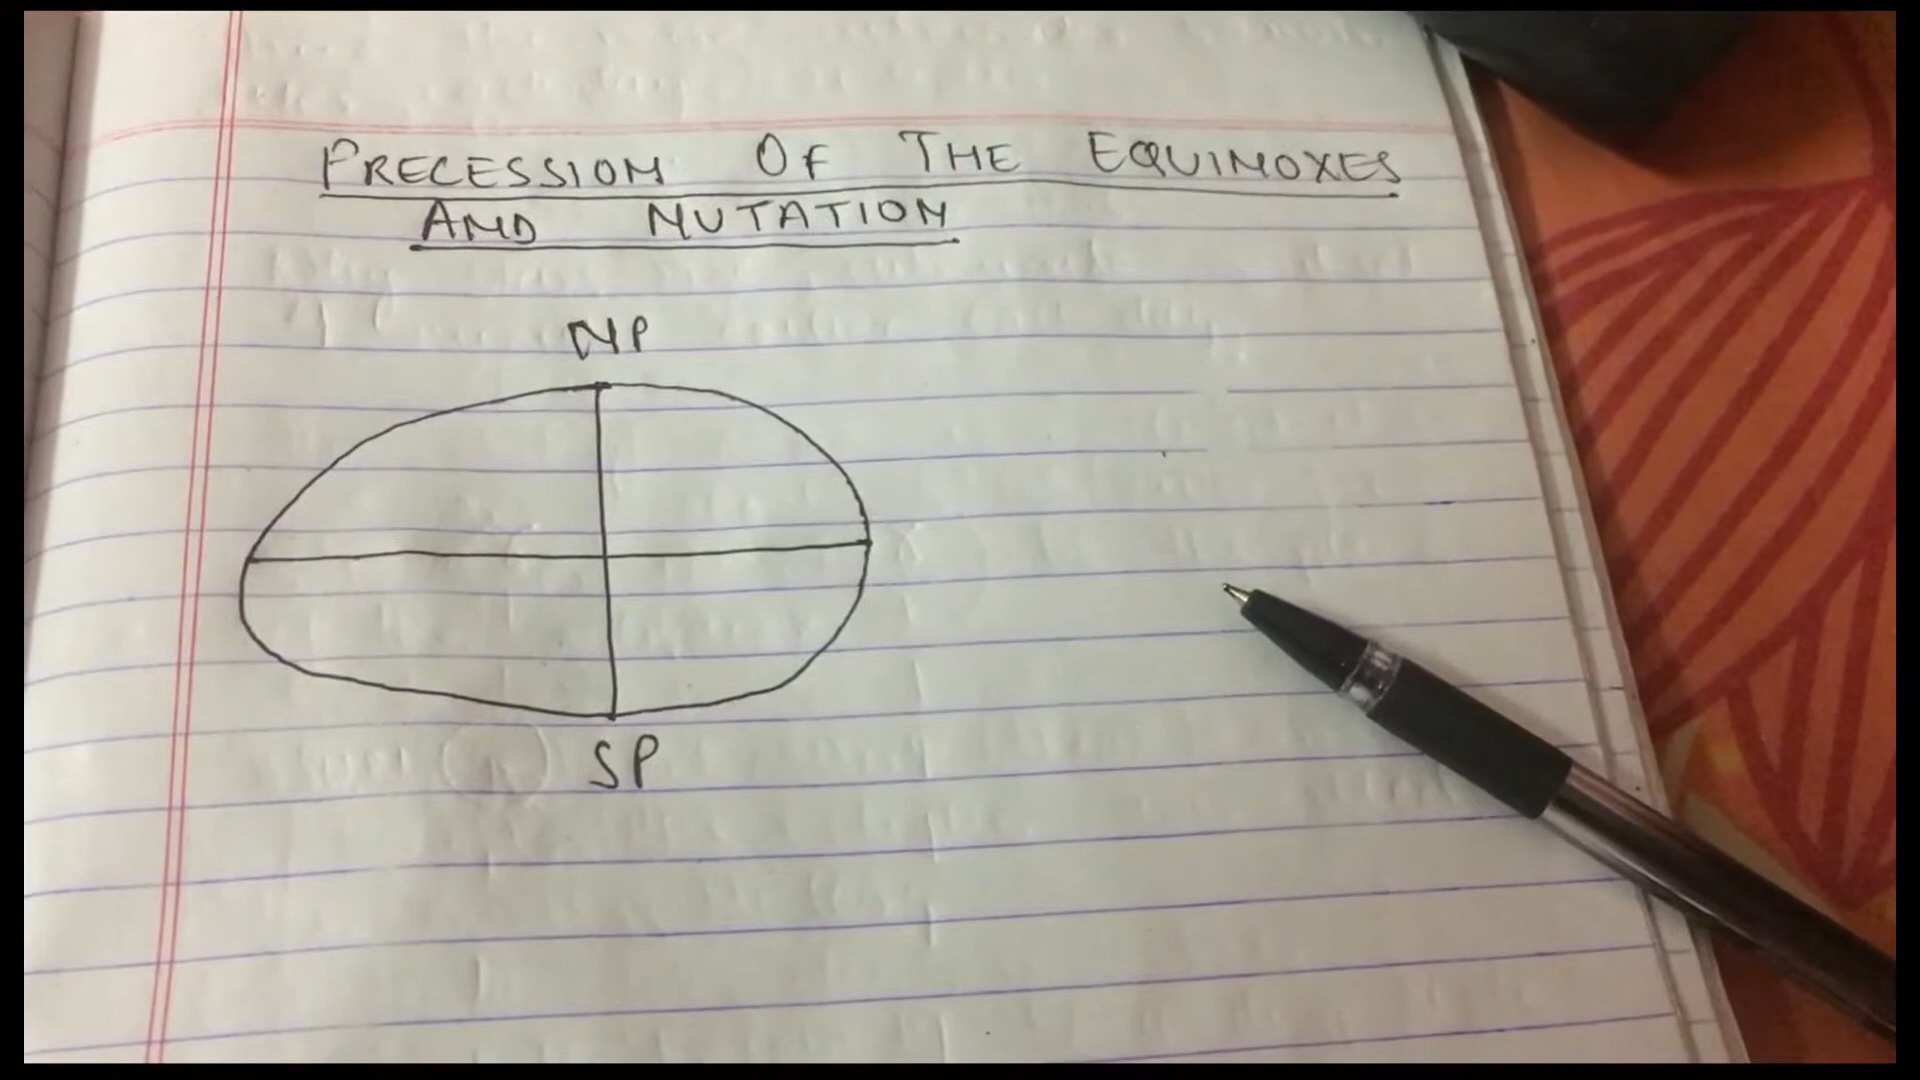 PRECESSION OF THE EQUINOXES
AND NUTATION
NP
SP